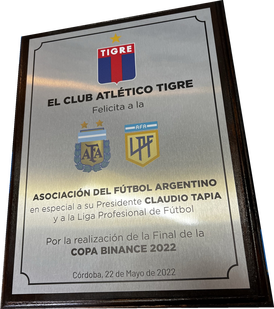 TIGRE
EL CLUB ATLÉTICO TIGRE
Felicita a la
AFA
LPF
ASOCIACIÓN DEL FÚTBOL ARGENTINO
en especial a su Presidente CLAUDIO TAPIA
y a la Liga Profesional de Fútbol
Por la realización de la Final de la
COPA BINANCE 2022
Córdoba, 22 de Mayo de 2022